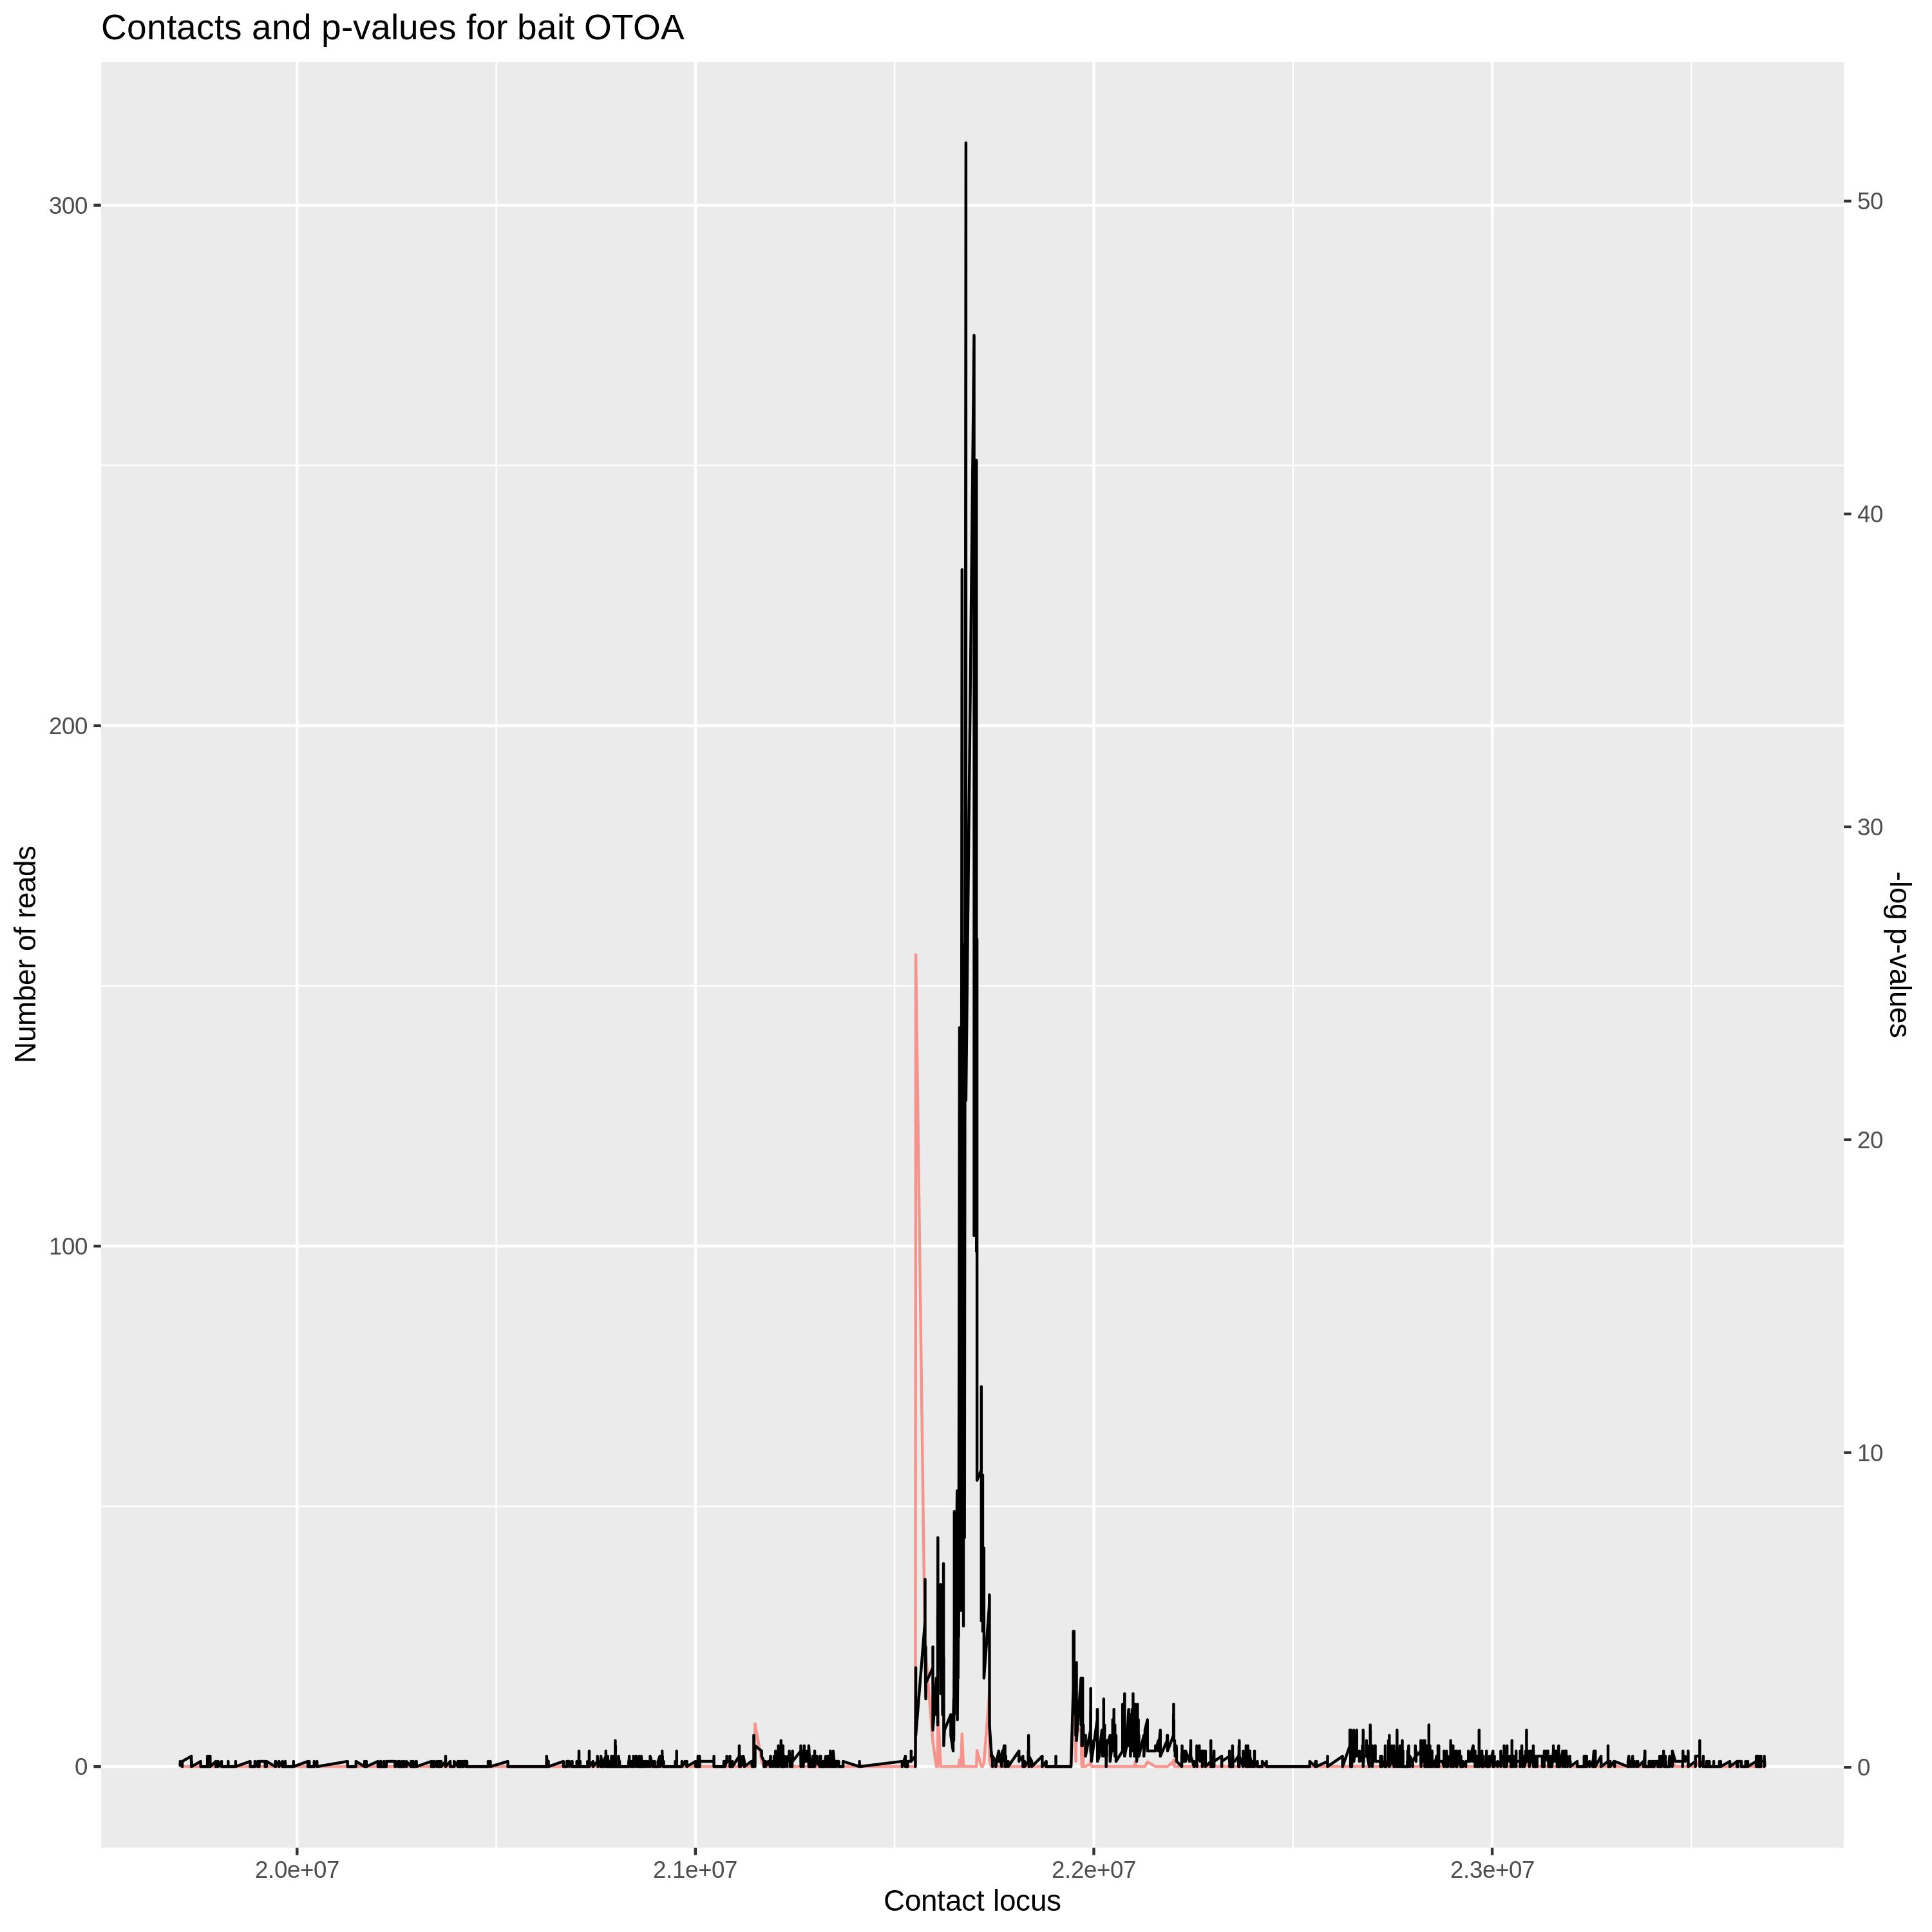 Contacts and p-values for bait OTOA
300
200
100
0
Number of reads
50
40
30
20
10
0
-log p-values
2.0e+07
2.1e+07
2.2e+07
2.3e+07
Contact locus